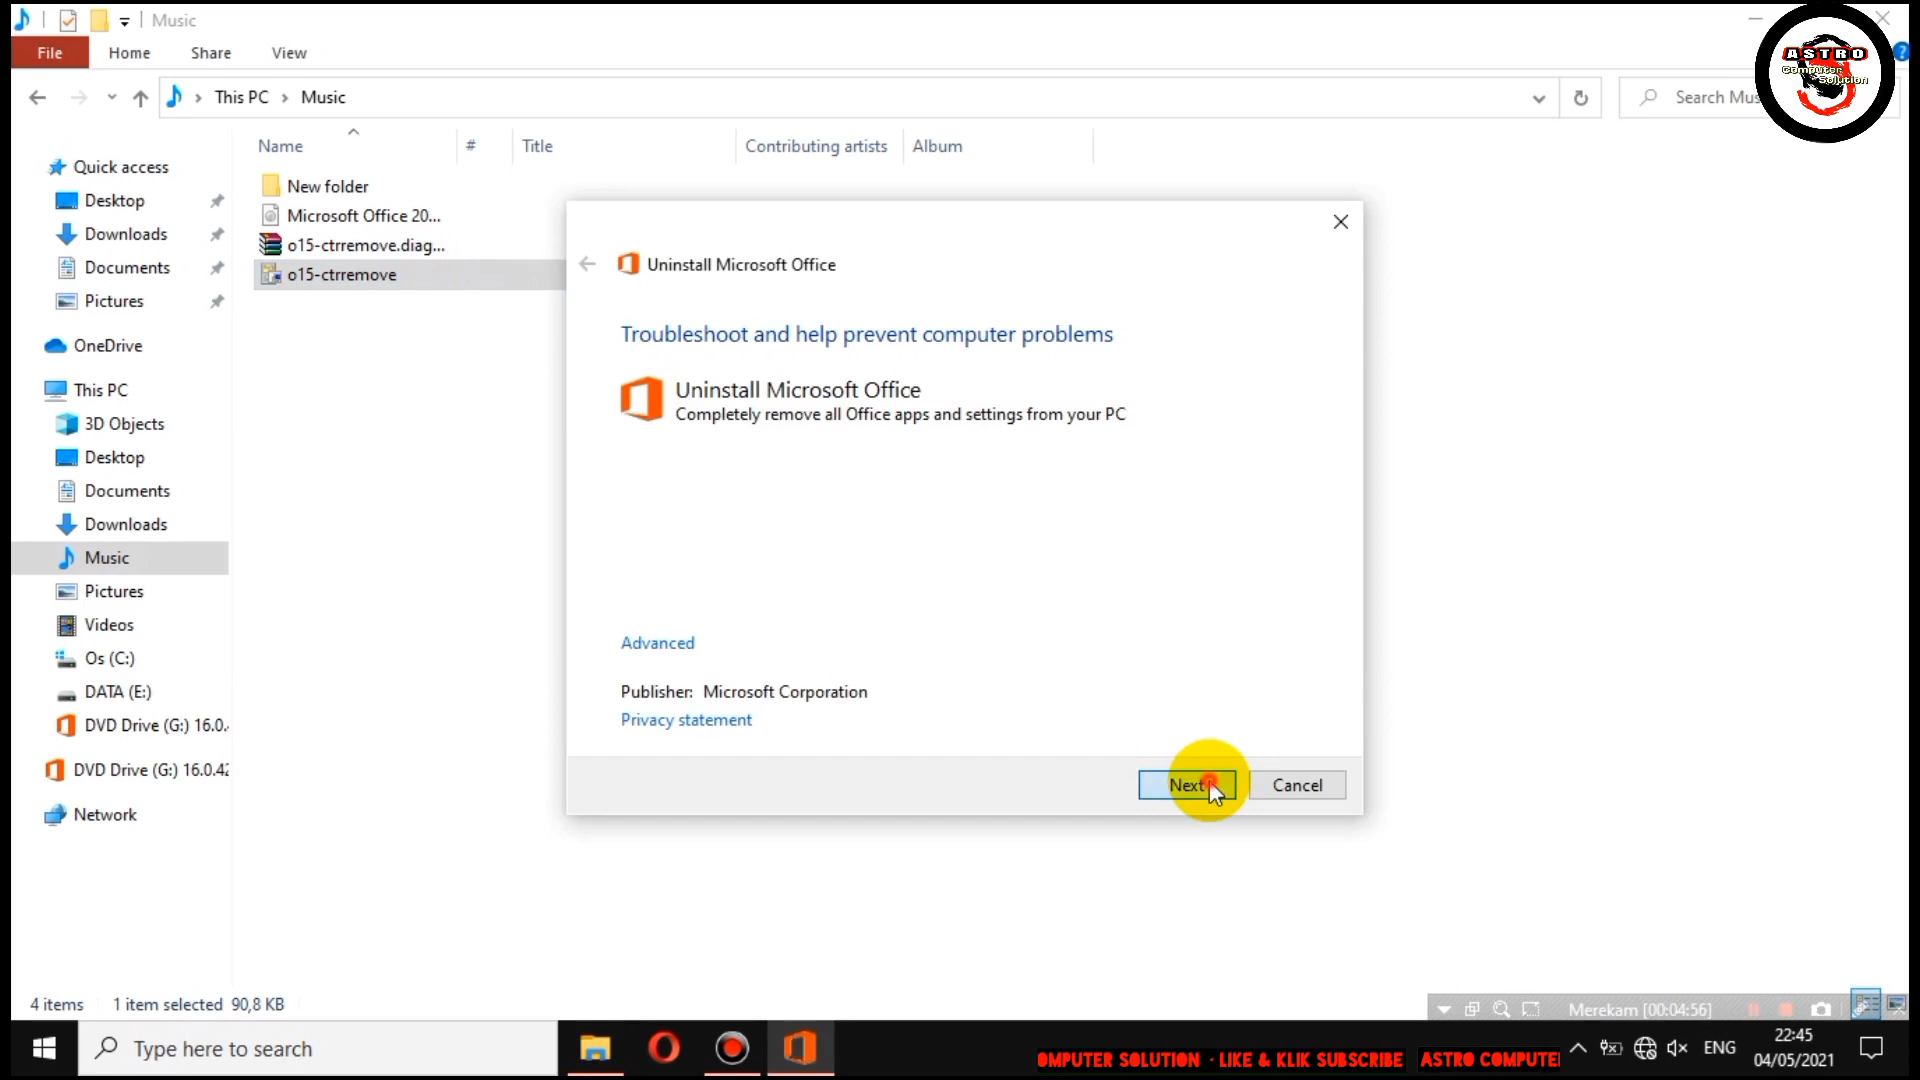 Music
ASTRO
Computer
Solution
File Home Share View
This PC > Music
Search Mus
Name # Title Contributing artists Album
Quick access
Desktop
Downloads
Documents
Pictures
OneDrive
This PC
3D Objects
Desktop
Documents
Downloads
Music
Pictures
Videos
Os (C:)
DATA (E:)
DVD Drive (G:) 16.0.4
DVD Drive (G:) 16.0.42
Network
New folder
Microsoft Office 20...
o15-ctrremove.diag...
o15-ctrremove
Uninstall Microsoft Office
Troubleshoot and help prevent computer problems
Uninstall Microsoft Office
Completely remove all Office apps and settings from your PC
Advanced
Publisher: Microsoft Corporation
Privacy statement
Next Cancel
4 items 1 item selected 90,8 KB
Merekam [00:04:56]
Type here to search
OMPUTER SOLUTION · LIKE & KLIK SUBSCRIBE ASTRO COMPUTE
ENG
22:45
04/05/2021